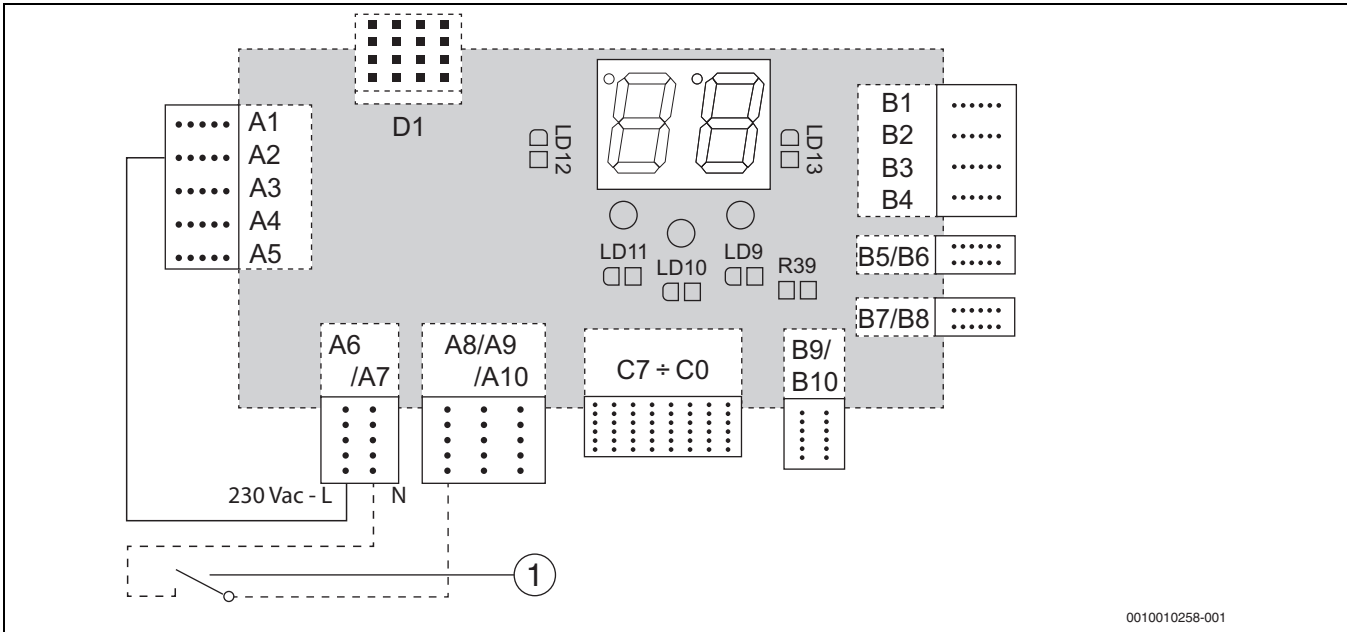 D1
A1
A2
A3
A4
A5
LD12
LD13
B1
B2
B3
B4
LD11
LD10
LD9
R39
B5/B6
B7/B8
A6
/A7
A8/A9
/A10
C7 ÷ C0
B9/
B10
230 Vac - L
N
1
0010010258-001